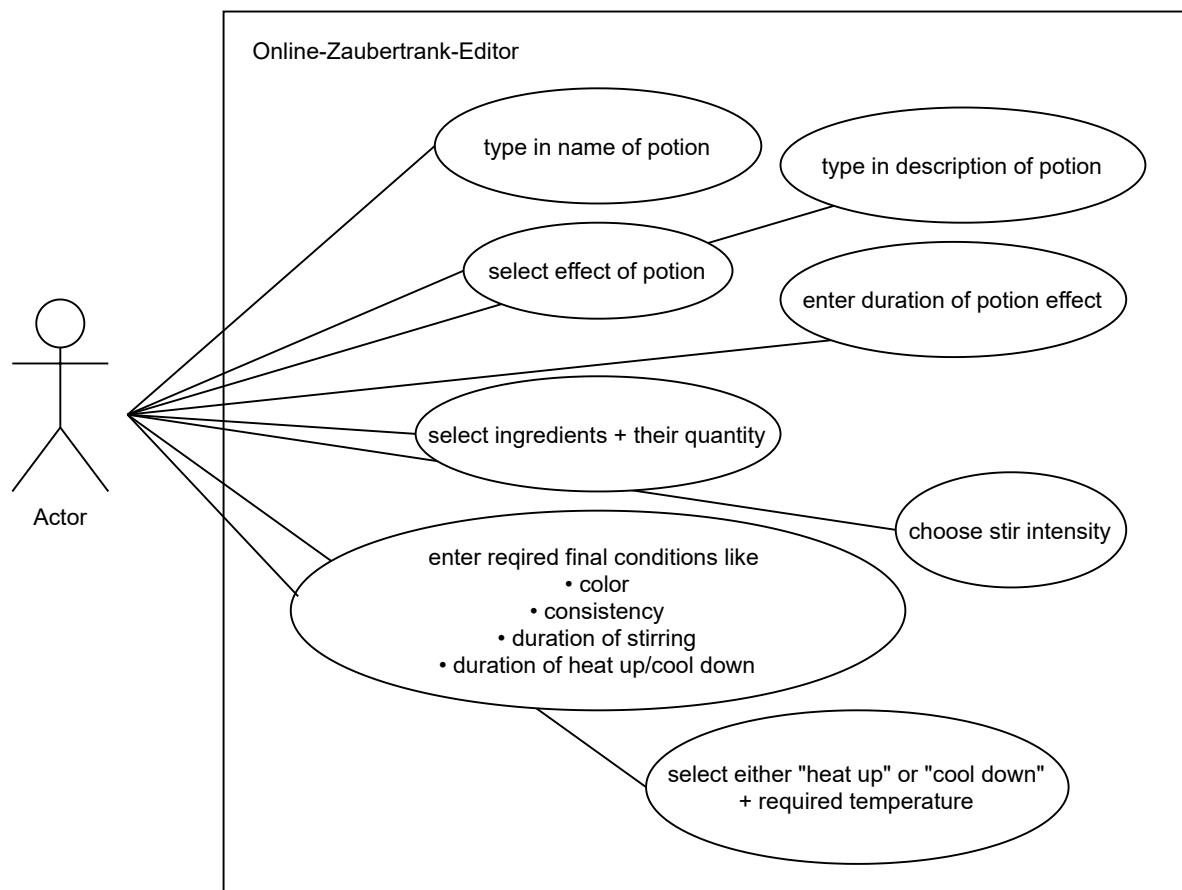 Online-Zaubertrank-Editor
type in name of potion
type in description of potion
select effect of potion
enter duration of potion effect
select ingredients + their quantity
Actor
choose stir intensity
enter reqired final conditions like
• color
• consistency
• duration of stirring
• duration of heat up/cool down
select either "heat up" or "cool down"
+ required temperature